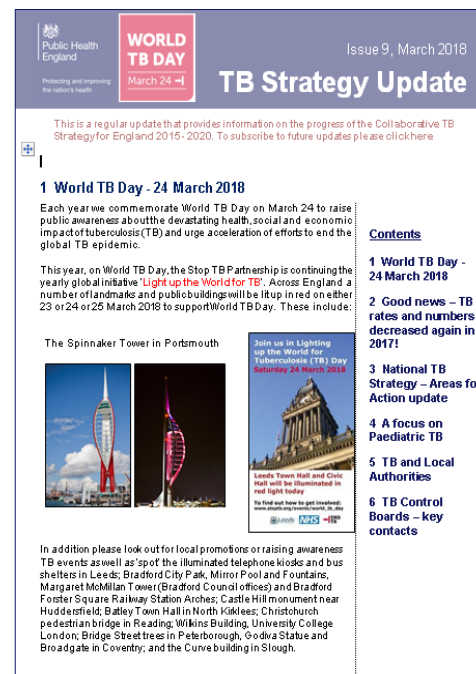 Public Health
England
Protecting and improving
the nation's health
WORLD
TB DAY
March 24
Issue 9, March 2018
TB Strategy Update
This is a regular update that provides information on the progress of the Collaborative TB
Strategy for England 2015-2020. To subscribe to future updates please click here
1 World TB Day - 24 March 2018
Each year we commemorate World TB Day on March 24 to raise
public awareness about the devastating health, social and economic
impact of tuberculosis (TB) and urge acceleration of efforts to end the
global TB epidemic.
This year, on World TB Day, the Stop TB Partnership is continuing the
yearly global initiative 'Light up the World for TB'. Across England a
number of landmarks and public buildings will be lit up in red on either
23 or 24 or 25 March 2018 to support World TB Day. These include:
The Spinnaker Tower in Portsmouth
Join us in Lighting
up the World for
Tuberculosis (TB) Day
Saturday 24 March 2018
Leeds Town Hall and Civic
Hall will be illuminated in
red light today
To find out how to get involved:
www.stoptb.org/events/world_tb_day
Leeds
NHS
In addition please look out for local promotions or raising awareness
TB events as well as 'spot' the illuminated telephone kiosks and bus
shelters in Leeds; Bradford City Park, Mirror Pool and Fountains,
Margaret McMillan Tower (Bradford Council offices) and Bradford
Forster Square Railway Station Arches; Castle Hill monument near
Huddersfield; Batley Town Hall in North Kirklees; Christchurch
pedestrian bridge in Reading; Wilkins Building, University College
London; Bridge Street trees in Peterborough, Godiva Statue and
Broadgate in Coventry; and the Curve building in Slough.
Contents
1 World TB Day -
24 March 2018
2 Good news – TB
rates and numbers
decreased again in
2017!
3 National TB
Strategy – Areas fo
Action update
4 A focus on
Paediatric TB
5 TB and Local
Authorities
6 TB Control
Boards – key
contacts